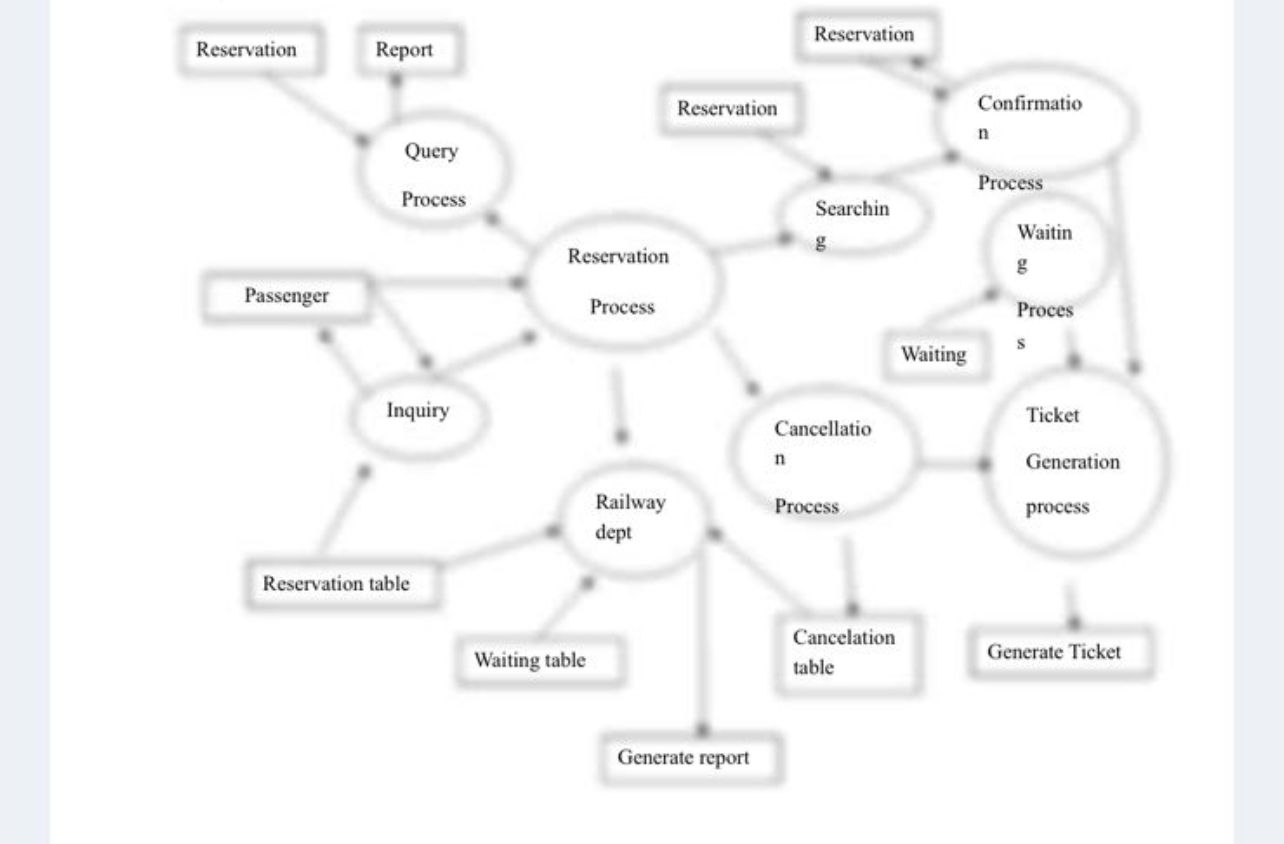 Reservation
Report
Reservation
Reservation
Confirmatio
n
Process
Query
Process
Searchin
g
Waitin
g
Proces
s
Reservation
Process
Passenger
Waiting
Inquiry
Cancellatio
n
Process
Ticket
Generation
process
Railway
dept
Reservation table
Waiting table
Cancelation
table
Generate Ticket
Generate report